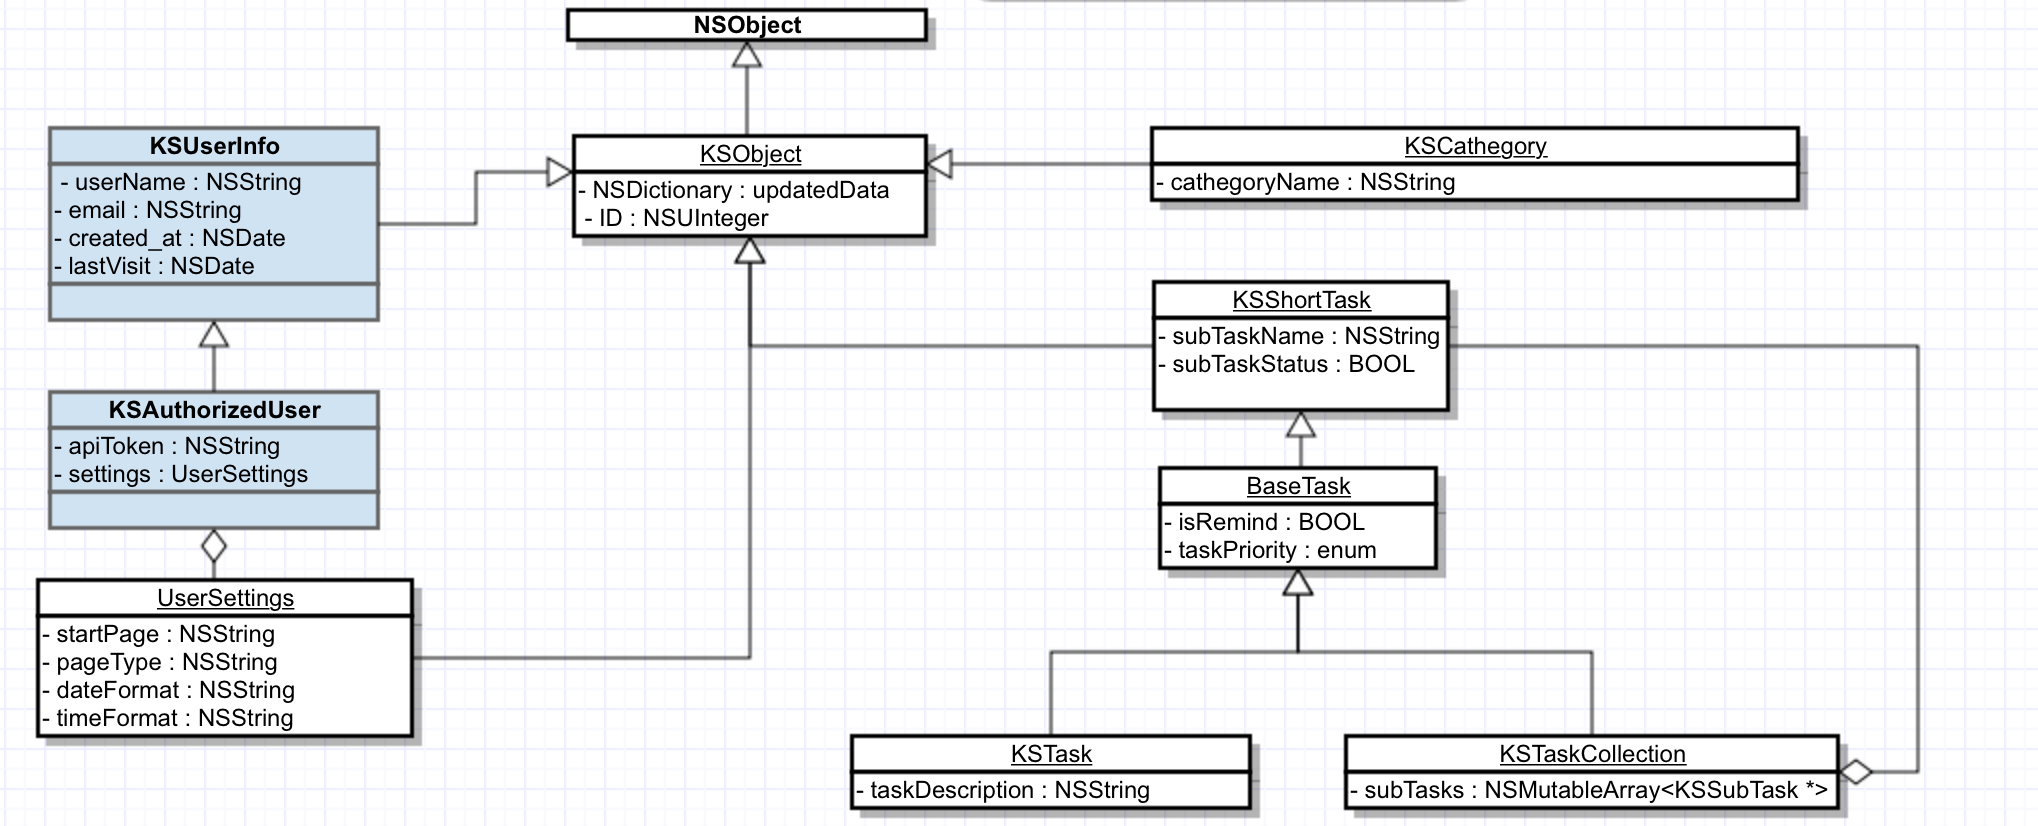 NSObject
KSUserInfo
- userName : NSString
- email : NSString
- created_at : NSDate
- lastVisit : NSDate
KSObject
- NSDictionary : updatedData
- ID : NSUInteger
KSCathegory
- cathegoryName : NSString
KSShortTask
- subTaskName : NSString
- subTaskStatus : BOOL
KSAuthorizedUser
- apiToken : NSString
- settings : UserSettings
BaseTask
- isRemind : BOOL
- taskPriority : enum
UserSettings
- startPage : NSString
- pageType : NSString
- dateFormat : NSString
- timeFormat : NSString
KSTask
- taskDescription : NSString
KSTaskCollection
- subTasks : NSMutableArray<KSSubTask *>